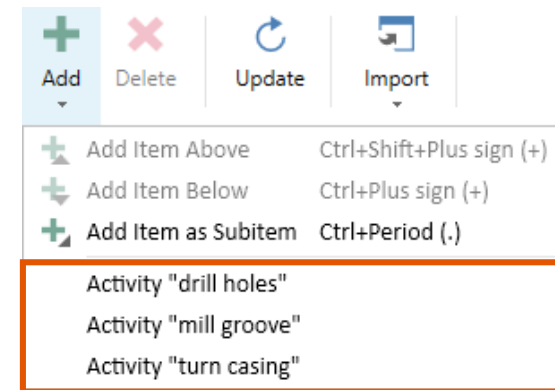 Add Delete Update Import
Add Item Above Ctrl+Shift+Plus sign (+)
Add Item Below Ctrl+Plus sign (+)
Add Item as Subitem Ctrl+Period (.)
Activity "drill holes"
Activity "mill groove"
Activity "turn casing"